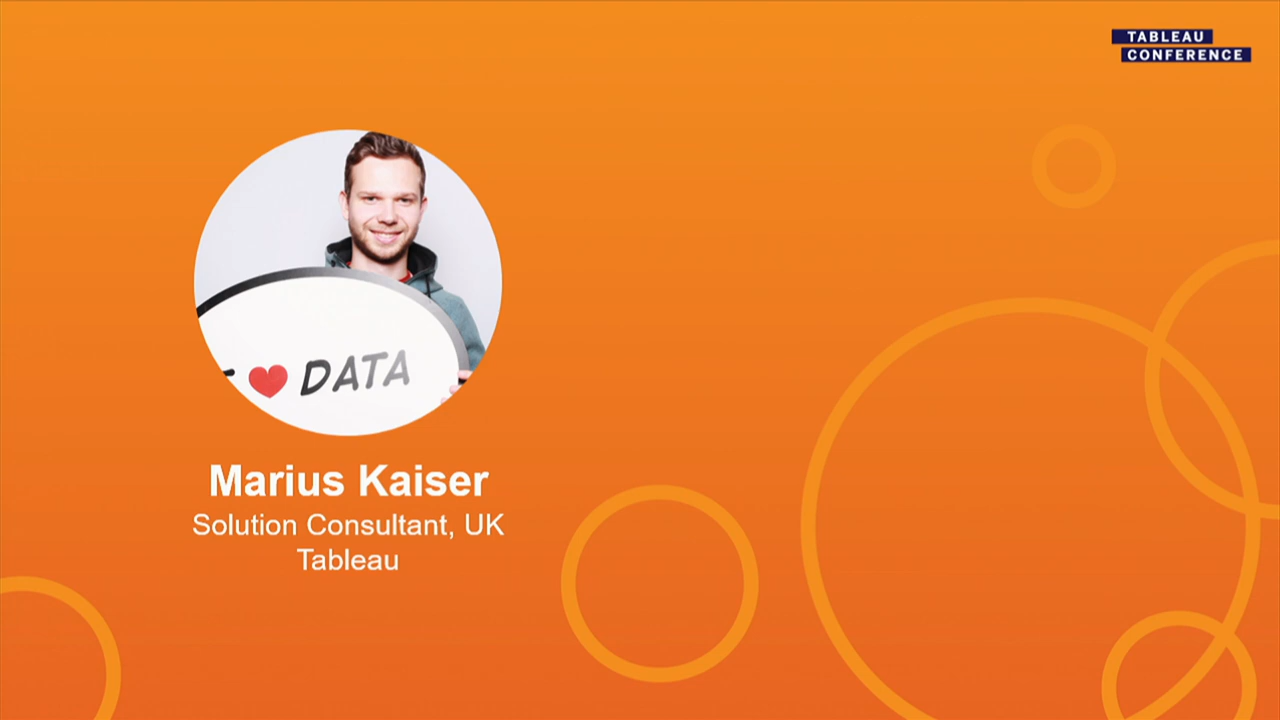 TABLEAU
CONFERENCE
I ❤ DATA
Marius Kaiser
Solution Consultant, UK
Tableau